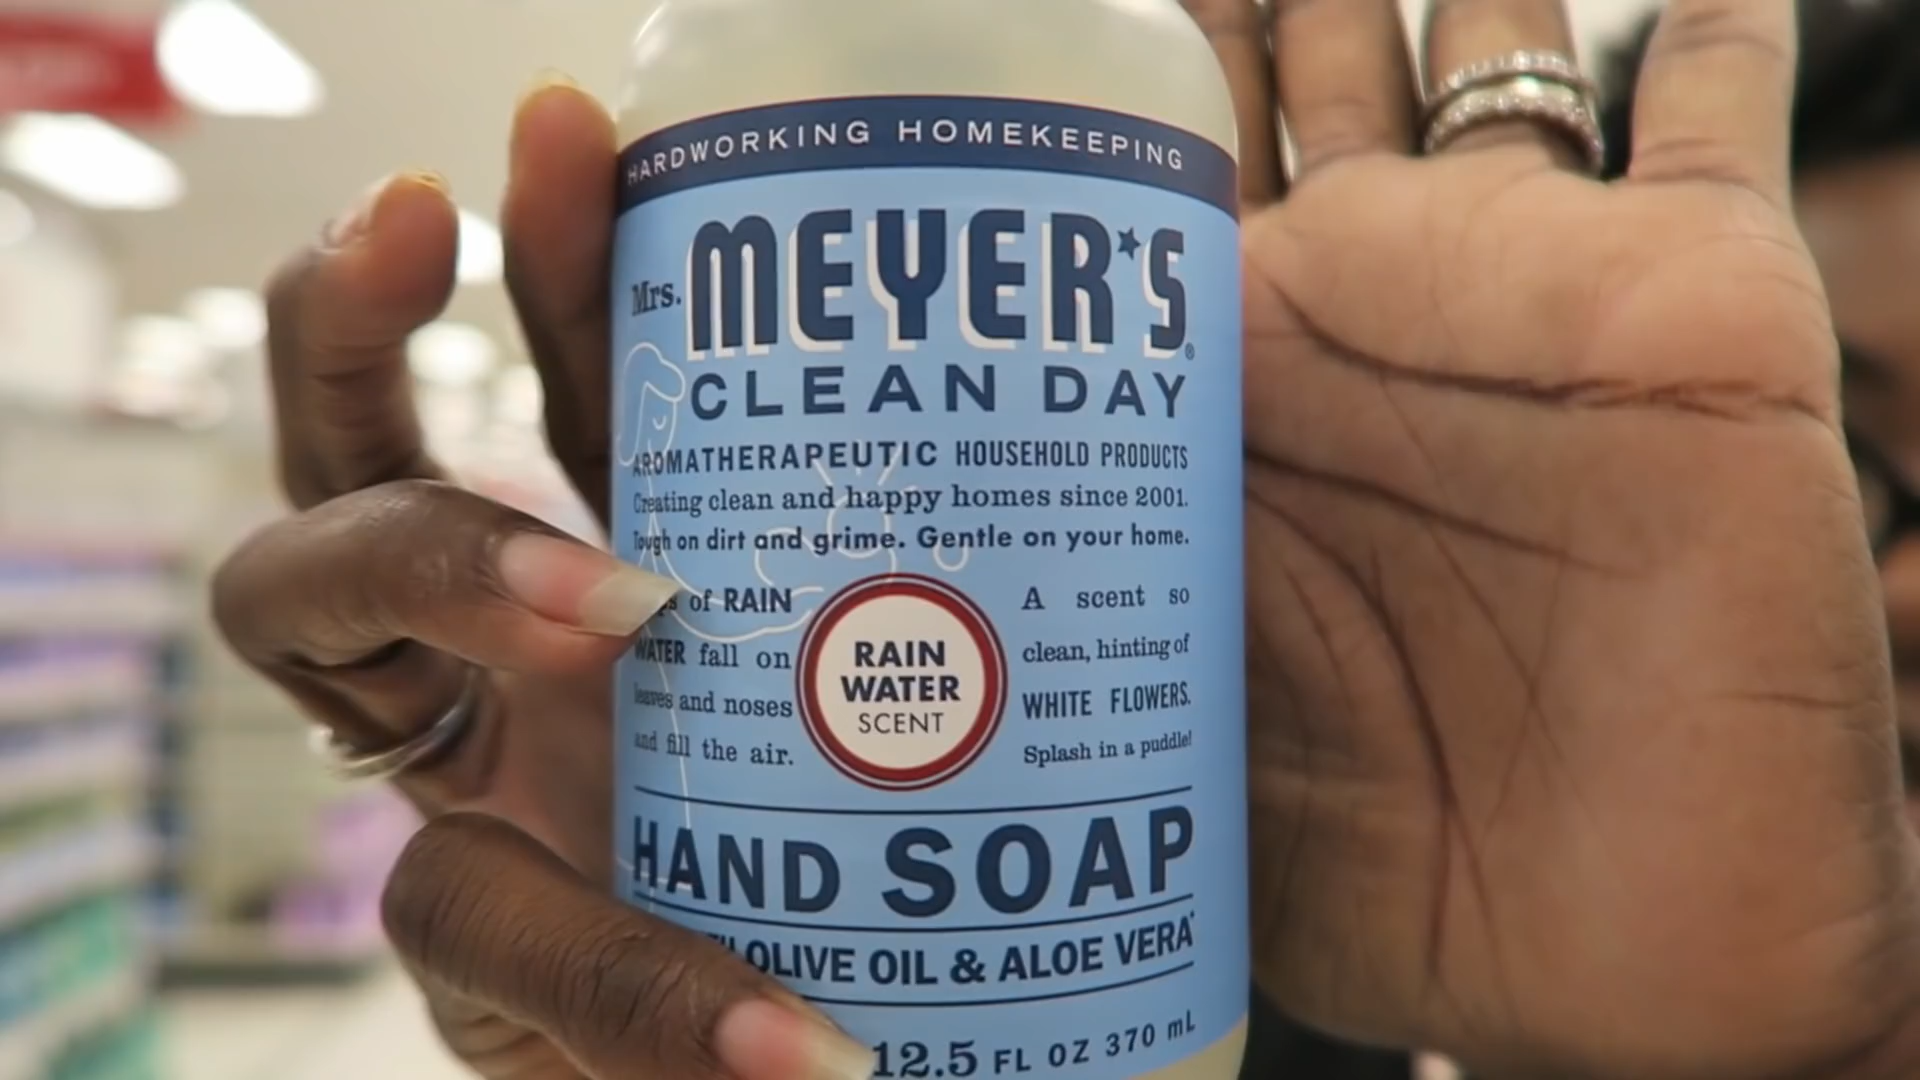 HARDWORKING HOMEKEEPING
Mrs. MEYER'S
CLEAN DAY
AROMATHERAPEUTIC HOUSEHOLD PRODUCTS
Creating clean and happy homes since 2001.
Tough on dirt and grime. Gentle on your home.
of RAIN
WATER fall on
leaves and noses
and fill the air.
RAIN
WATER
SCENT
A scent so
clean, hinting of
WHITE FLOWERS.
Splash in a puddle!
HAND SOAP
OLIVE OIL & ALOE VERA*
12.5 FL OZ 370 mL